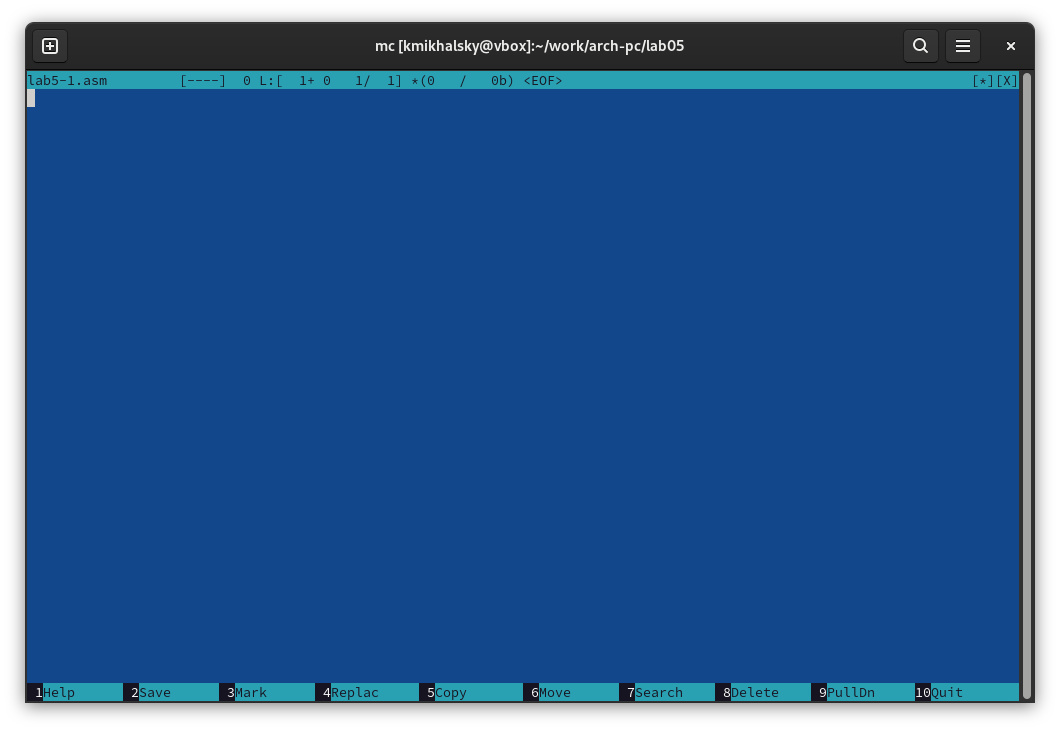 mc [kmikhalsky@vbox]:~/work/arch-pc/lab05
lab5-1.asm [----] 0 L:[ 1+ 0 1/ 1] *(0 / 0b) <EOF> [*][X]
1Help 2Save 3Mark 4Replac 5Copy 6Move 7Search 8Delete 9PullDn 10Quit